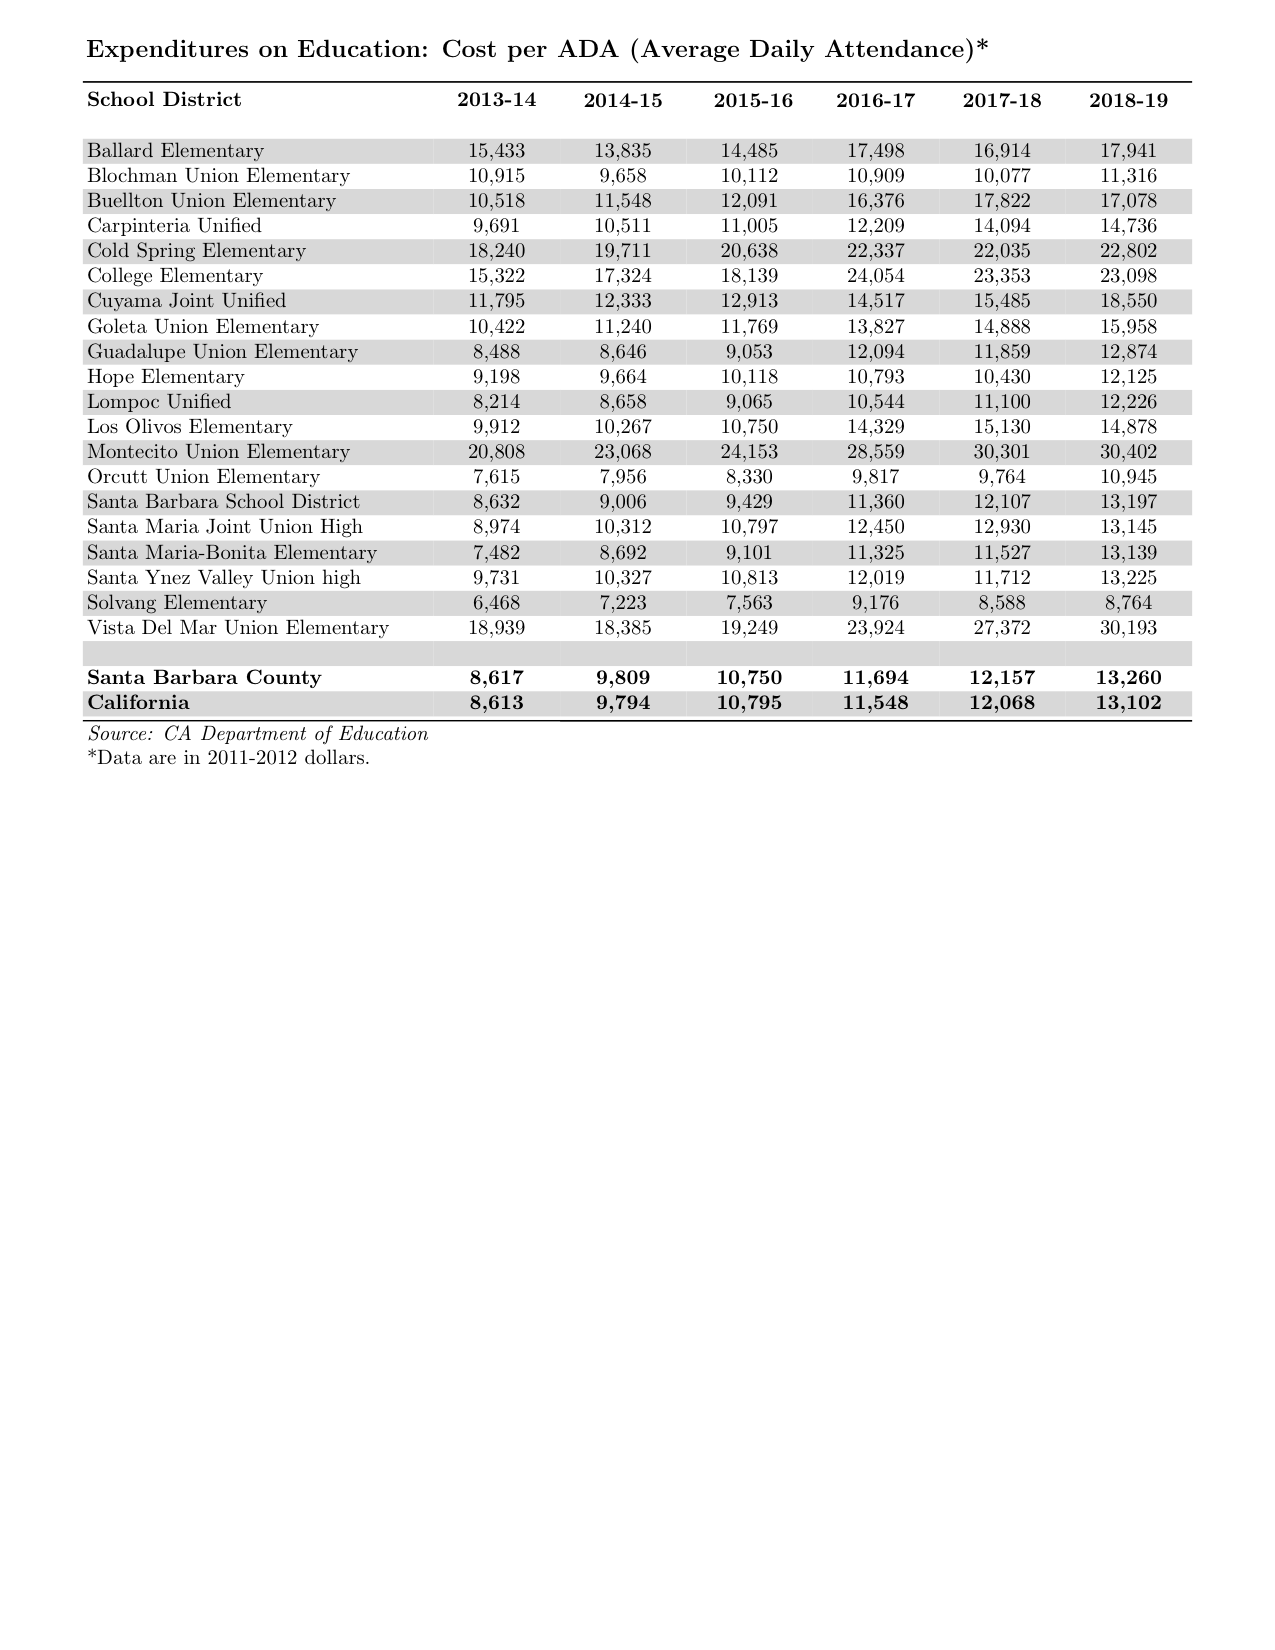 Expenditures on Education: Cost per ADA (Average Daily Attendance)*
School District 2013-14 2014-15 2015-16 2016-17 2017-18 2018-19
Ballard Elementary 15,433 13,835 14,485 17,498 16,914 17,941
Blochman Union Elementary 10,915 9,658 10,112 10,909 10,077 11,316
Buellton Union Elementary 10,518 11,548 12,091 16,376 17,822 17,078
Carpinteria Unified 9,691 10,511 11,005 12,209 14,094 14,736
Cold Spring Elementary 18,240 19,711 20,638 22,337 22,035 22,802
College Elementary 15,322 17,324 18,139 24,054 23,353 23,098
Cuyama Joint Unified 11,795 12,333 12,913 14,517 15,485 18,550
Goleta Union Elementary 10,422 11,240 11,769 13,827 14,888 15,958
Guadalupe Union Elementary 8,488 8,646 9,053 12,094 11,859 12,874
Hope Elementary 9,198 9,664 10,118 10,793 10,430 12,125
Lompoc Unified 8,214 8,658 9,065 10,544 11,100 12,226
Los Olivos Elementary 9,912 10,267 10,750 14,329 15,130 14,878
Montecito Union Elementary 20,808 23,068 24,153 28,559 30,301 30,402
Orcutt Union Elementary 7,615 7,956 8,330 9,817 9,764 10,945
Santa Barbara School District 8,632 9,006 9,429 11,360 12,107 13,197
Santa Maria Joint Union High 8,974 10,312 10,797 12,450 12,930 13,145
Santa Maria-Bonita Elementary 7,482 8,692 9,101 11,325 11,527 13,139
Santa Ynez Valley Union high 9,731 10,327 10,813 12,019 11,712 13,225
Solvang Elementary 6,468 7,223 7,563 9,176 8,588 8,764
Vista Del Mar Union Elementary 18,939 18,385 19,249 23,924 27,372 30,193
Santa Barbara County 8,617 9,809 10,750 11,694 12,157 13,260
California 8,613 9,794 10,795 11,548 12,068 13,102
Source: CA Department of Education
*Data are in 2011-2012 dollars.